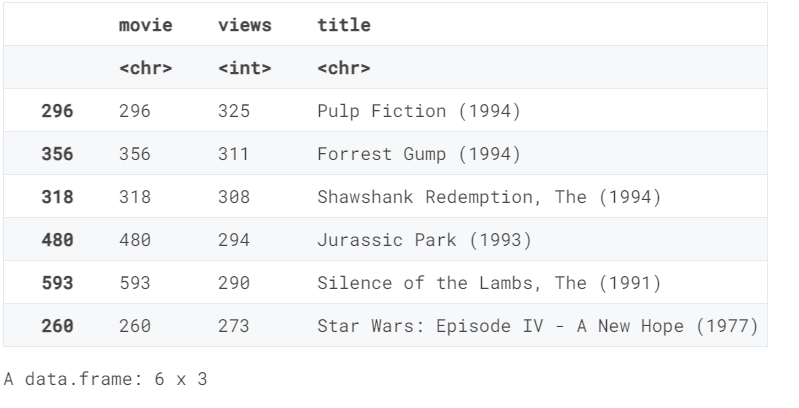 movie views title
<chr> <int> <chr>
296 296 325 Pulp Fiction (1994)
356 356 311 Forrest Gump (1994)
318 318 308 Shawshank Redemption, The (1994)
480 480 294 Jurassic Park (1993)
593 593 290 Silence of the Lambs, The (1991)
260 260 273 Star Wars: Episode IV - A New Hope (1977)
A data.frame: 6 x 3